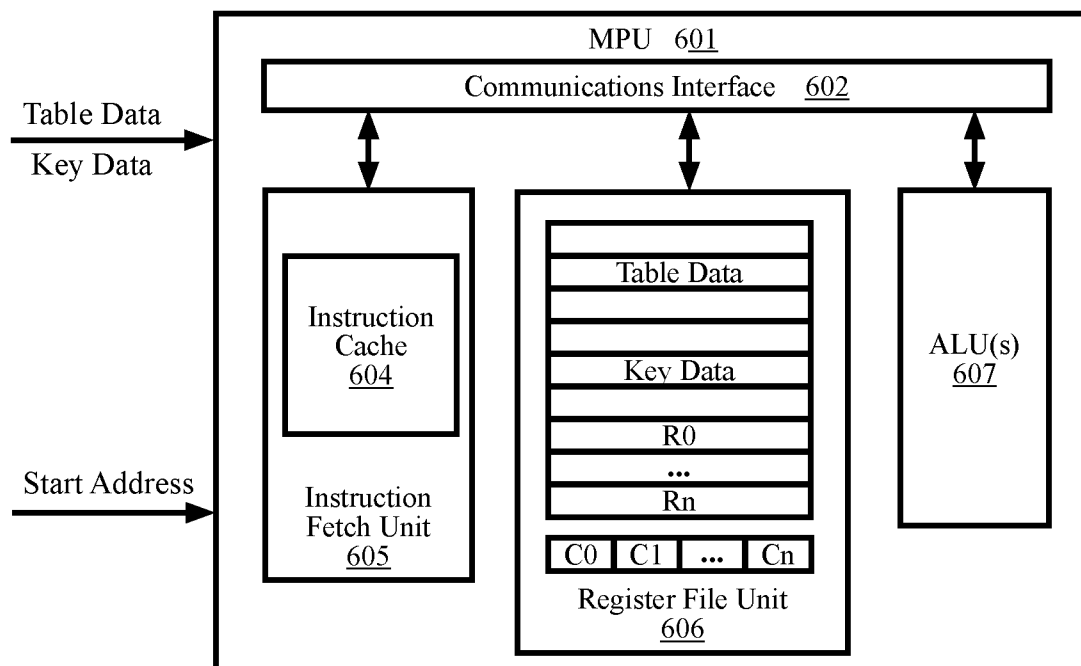 MPU 601
Communications Interface 602
Table Data
Key Data
Start Address
Instruction
Cache
604
Instruction
Fetch Unit
605
Table Data
Key Data
R0
...
Rn
C0 C1 ... Cn
Register File Unit
606
ALU(s)
607